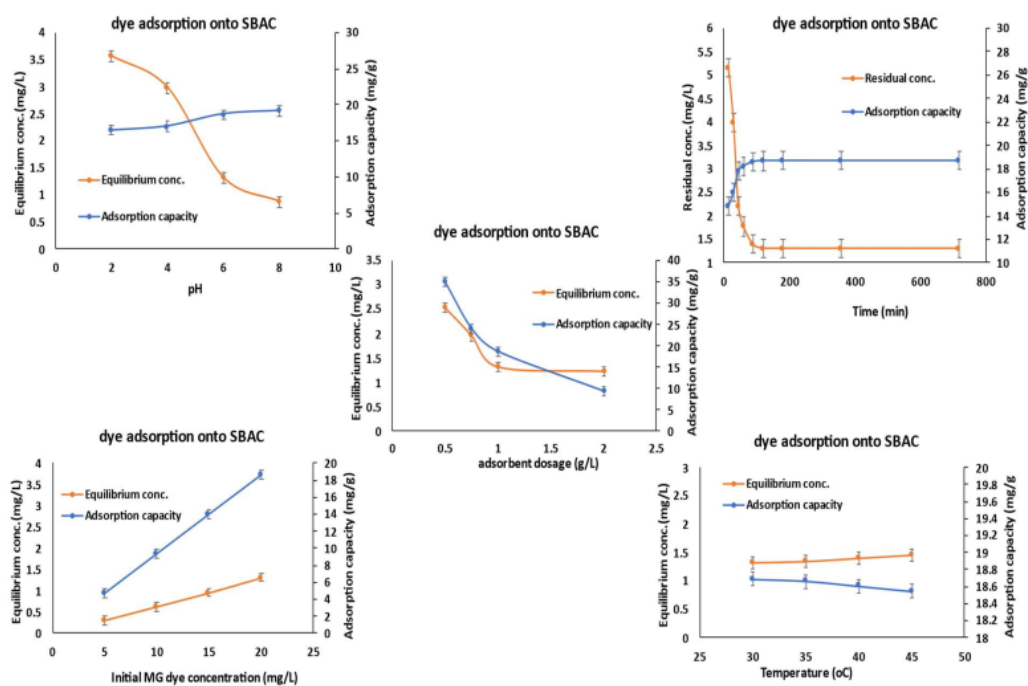 dye adsorption onto SBAC
Equilibrium conc.(mg/L)
4
3.5
3
2.5
2
1.5
1
0.5
0
Equilibrium conc.
Adsorption capacity
30
25
20
15
10
5
0
Adsorption capacity (mg/g)
0 2 4 6 8 10
pH
dye adsorption onto SBAC
Residual conc.(mg/L)
6
5.5
5
4.5
4
3.5
3
2.5
2
1.5
1
Residual conc.
Adsorption capacity
30
28
26
24
22
20
18
16
14
12
10
Adsorption capacity (mg/g
0 200 400 600 800
Time (min)
dye adsorption onto SBAC
Equilibrium conc.(mg/L)
3.5
3
2.5
2
1.5
1
0.5
0
Equilibrium conc.
Adsorption capacity
40
35
30
25
20
15
10
5
0
Adsorption capacity (mg/g
0 0.5 1 1.5 2 2.5
adsorbent dosage (g/L)
dye adsorption onto SBAC
Equilibrium conc.(mg/L)
4
3.5
3
2.5
2
1.5
1
0.5
0
Equilibrium conc.
Adsorption capacity
20
18
16
14
12
10
8
6
4
2
0
Adsorption capacity (mg/g
0 5 10 15 20 25
Initial MG dye concentration (mg/L)
dye adsorption onto SBAC
Equilibrium conc.(mg/L)
3
2.5
2
1.5
1
0.5
0
Equilibrium conc.
Adsorption capacity
20
19.8
19.6
19.4
19.2
19
18.8
18.6
18.4
18.2
18
Adsorption capacity (mg/g
25 30 35 40 45 50
Temperature (oC)